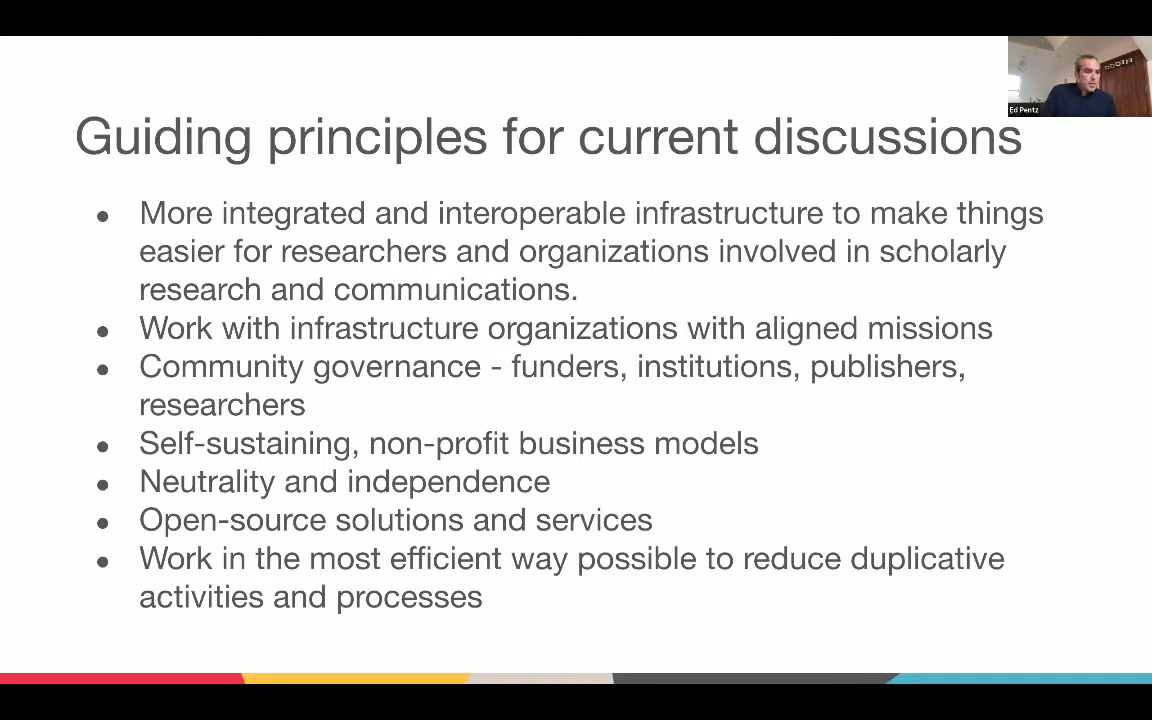 Ed Pentz
Guiding principles for current discussions
● More integrated and interoperable infrastructure to make things
easier for researchers and organizations involved in scholarly
research and communications.
● Work with infrastructure organizations with aligned missions
● Community governance - funders, institutions, publishers,
researchers
● Self-sustaining, non-profit business models
● Neutrality and independence
● Open-source solutions and services
● Work in the most efficient way possible to reduce duplicative
activities and processes